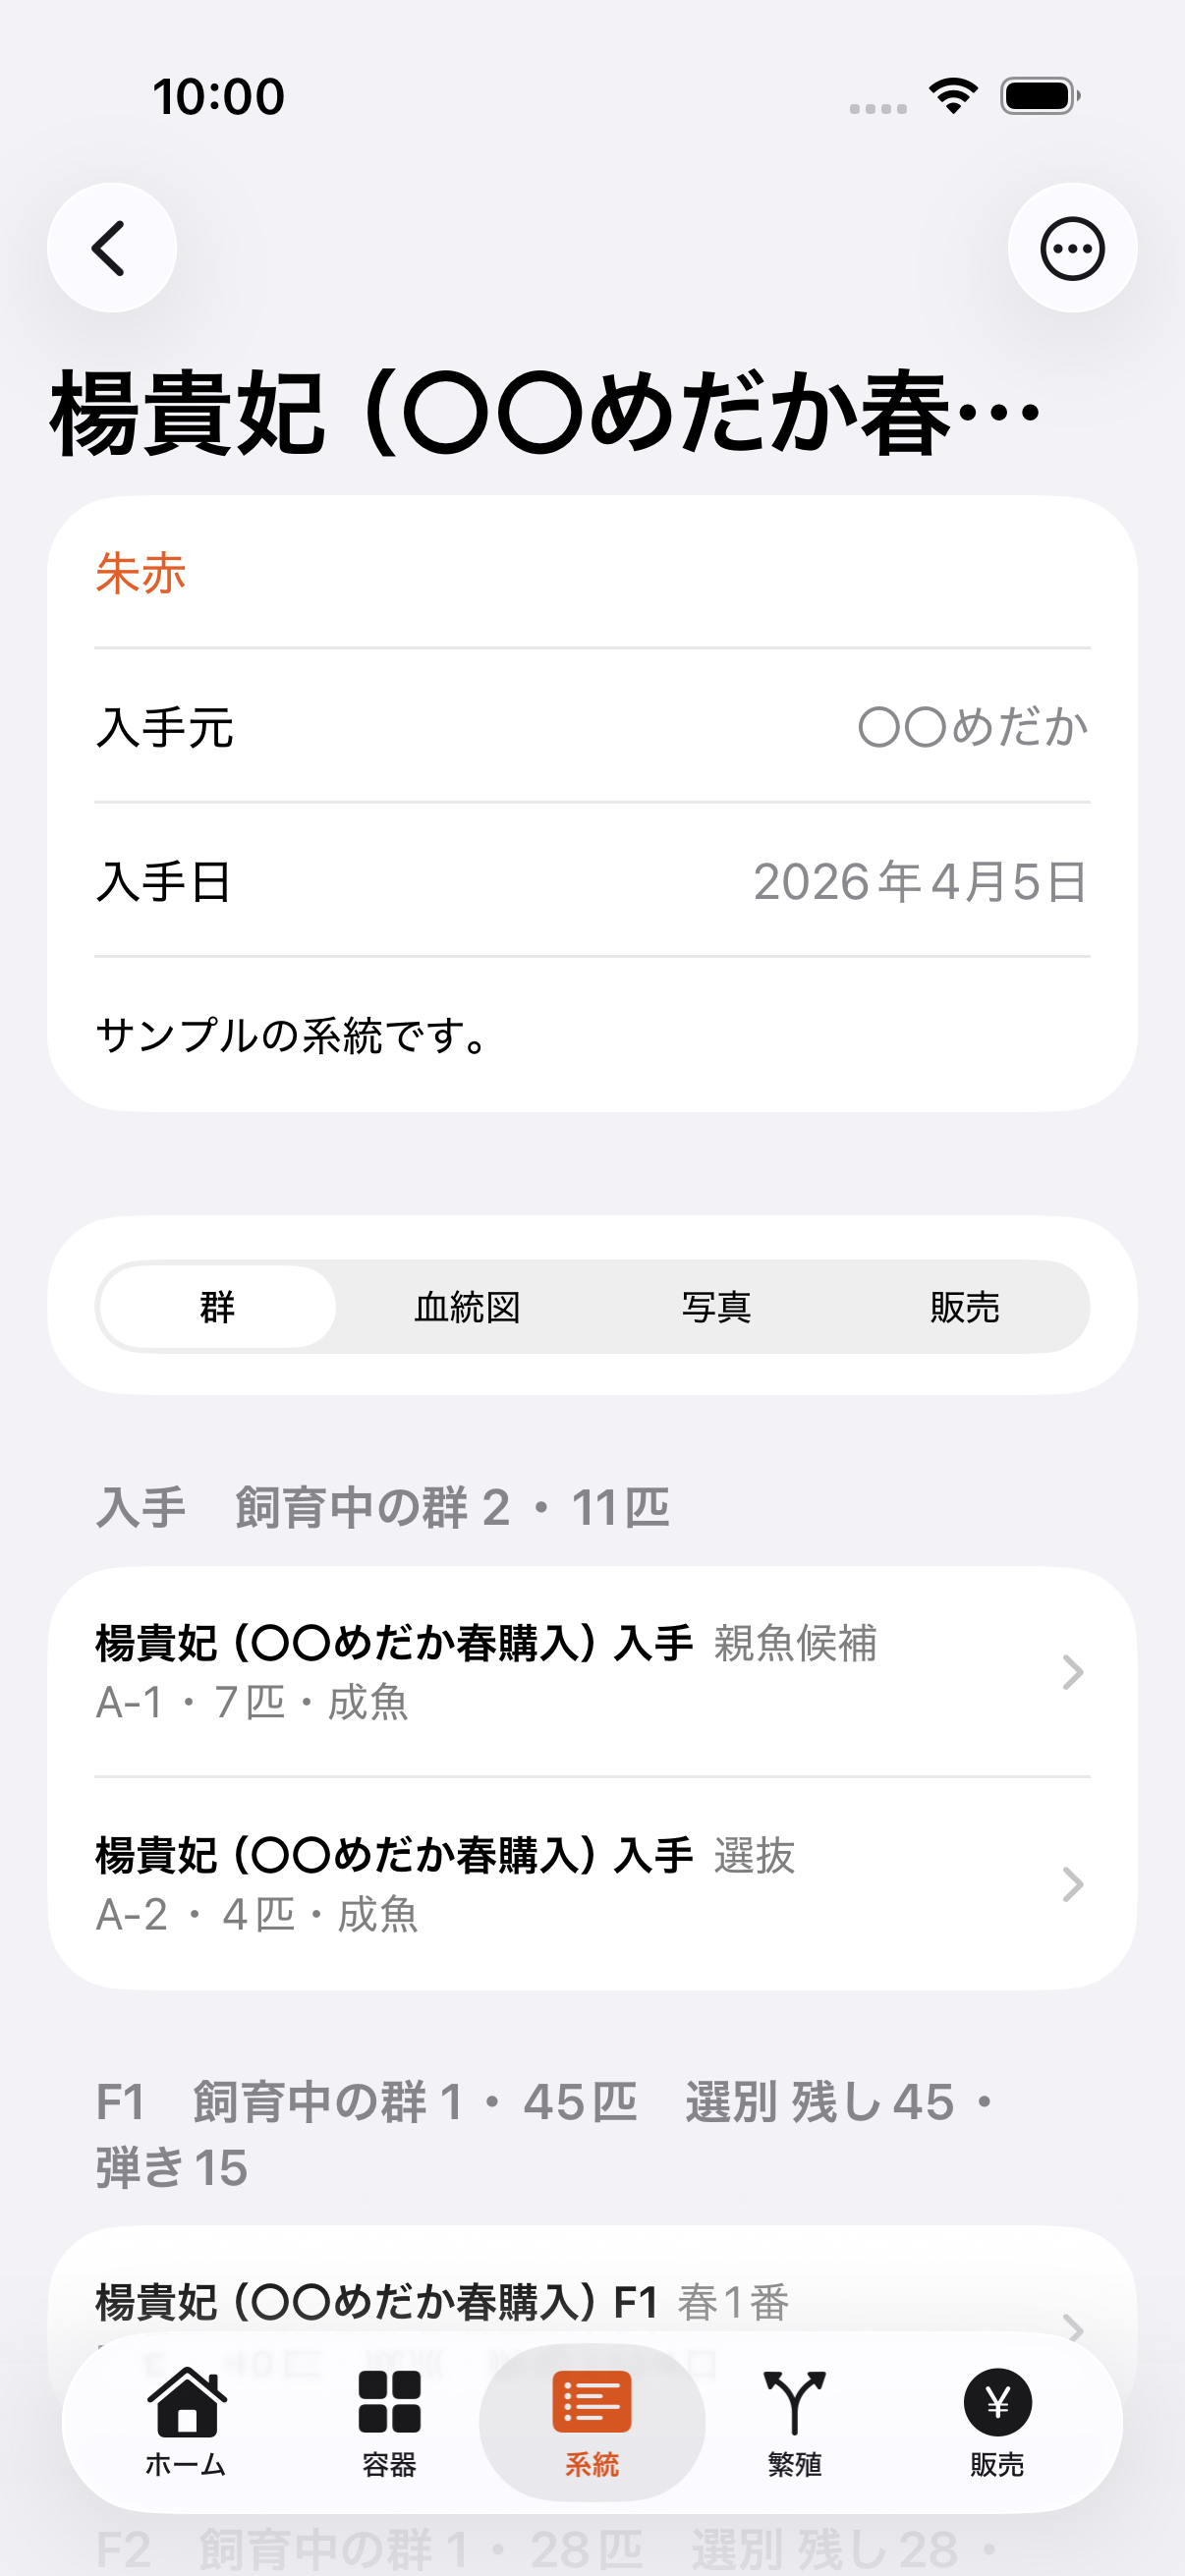 10:00
楊貴妃（〇〇めだか春…
朱赤
入手元 〇〇めだか
入手日 2026年4月5日
サンプルの系統です。
群 血統図 写真 販売
入手　飼育中の群 2・11匹
楊貴妃（〇〇めだか春購入）入手 親魚候補
A-1・7匹・成魚
楊貴妃（〇〇めだか春購入）入手 選抜
A-2・4匹・成魚
F1　飼育中の群 1・45匹　選別 残し45・
弾き15
楊貴妃（〇〇めだか春購入）F1 春1番
ホーム 容器 系統 繁殖 販売
F2　飼育中の群 1・28匹　選別 残し28・